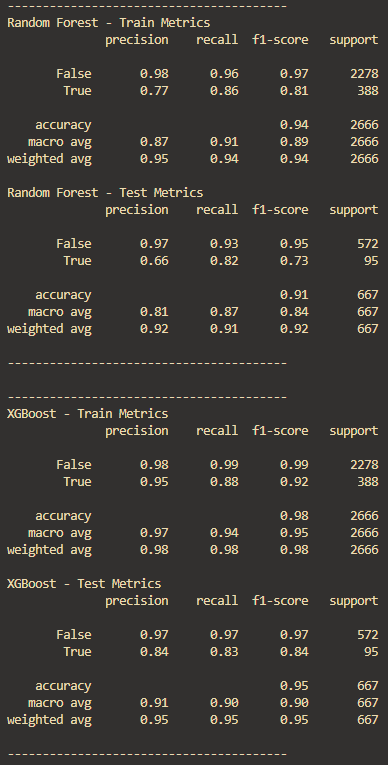 ----------------------------------------
Random Forest - Train Metrics
              precision    recall  f1-score   support

       False       0.98      0.96      0.97      2278
        True       0.77      0.86      0.81       388

    accuracy                           0.94      2666
   macro avg       0.87      0.91      0.89      2666
weighted avg       0.95      0.94      0.94      2666

Random Forest - Test Metrics
              precision    recall  f1-score   support

       False       0.97      0.93      0.95       572
        True       0.66      0.82      0.73        95

    accuracy                           0.91       667
   macro avg       0.81      0.87      0.84       667
weighted avg       0.92      0.91      0.92       667

----------------------------------------

----------------------------------------
XGBoost - Train Metrics
              precision    recall  f1-score   support

       False       0.98      0.99      0.99      2278
        True       0.95      0.88      0.92       388

    accuracy                           0.98      2666
   macro avg       0.97      0.94      0.95      2666
weighted avg       0.98      0.98      0.98      2666

XGBoost - Test Metrics
              precision    recall  f1-score   support

       False       0.97      0.97      0.97       572
        True       0.84      0.83      0.84        95

    accuracy                           0.95       667
   macro avg       0.91      0.90      0.90       667
weighted avg       0.95      0.95      0.95       667

----------------------------------------